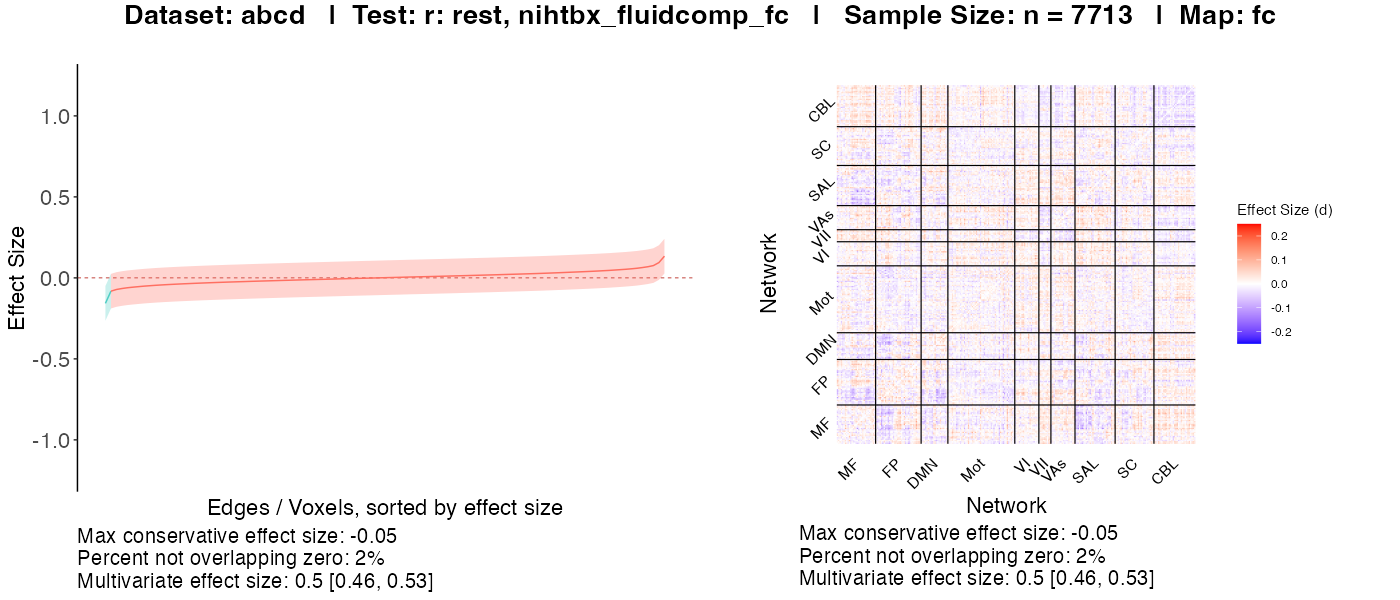 Dataset: abcd | Test: r: rest, nihtbx_fluidcomp_fc | Sample Size: n = 7713 | Map: fc
Effect Size
1.0
0.5
0.0
-0.5
-1.0
Edges / Voxels, sorted by effect size
Max conservative effect size: -0.05
Percent not overlapping zero: 2%
Multivariate effect size: 0.5 [0.46, 0.53]
Network
CBL
SC
SAL
VAs
VII
VI
Mot
DMN
FP
MF
MF FP DMN Mot VI VII VAs SAL SC CBL
Network
Max conservative effect size: -0.05
Percent not overlapping zero: 2%
Multivariate effect size: 0.5 [0.46, 0.53]
Effect Size (d)
0.2
0.1
0.0
-0.1
-0.2